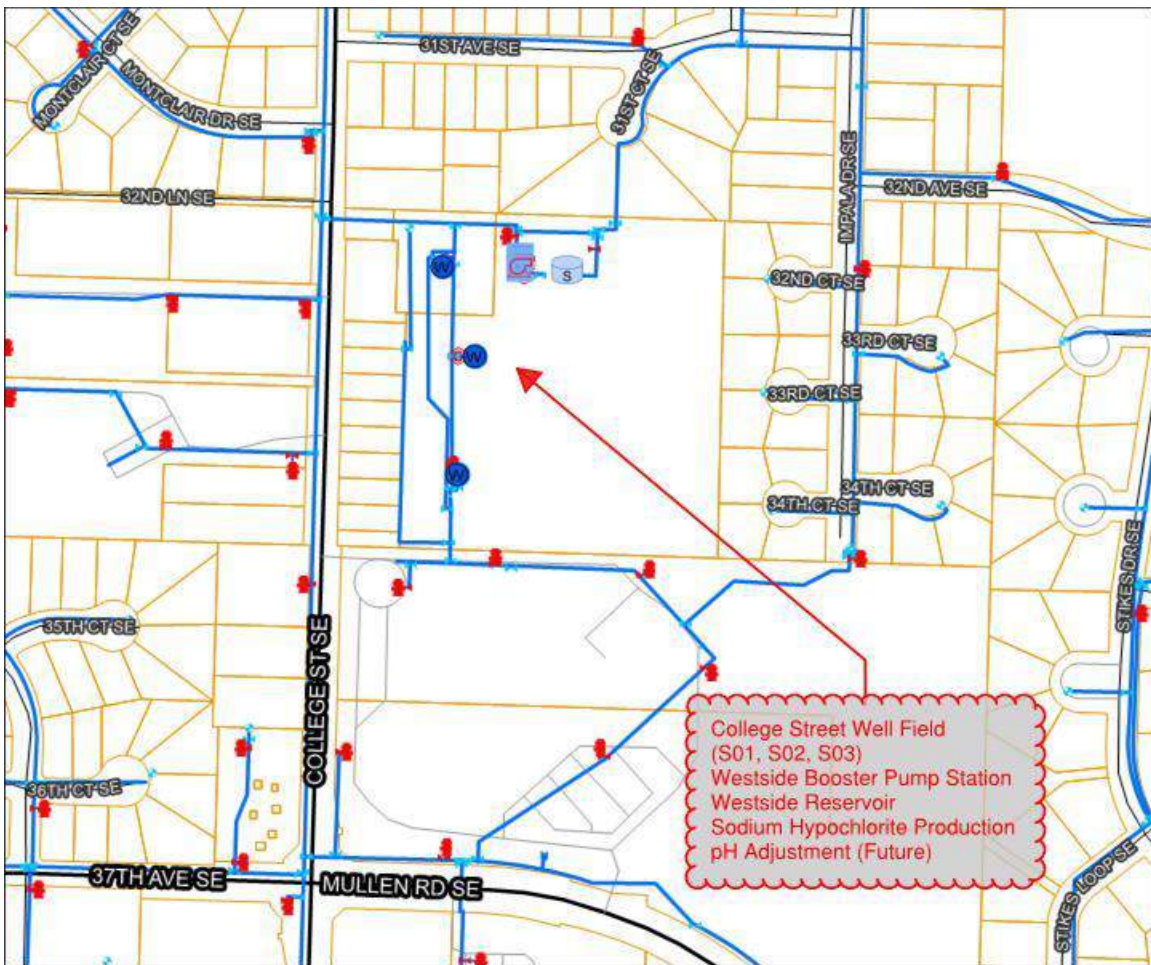 MONTCLAIR CT SE
MONTCLAIR DR SE
31ST AVE SE
31ST CT SE
32ND LN SE
IMPALA DR SE
32ND AVE SE
32ND CT SE
33RD CT SE
33RD CT SE
34TH CT SE
34TH CT SE
W
W
W
S
35TH CT SE
36TH CT SE
COLLEGE ST SE
37TH AVE SE
MULLEN RD SE
STIKES DR SE
STIKES LOOP SE
College Street Well Field
(S01, S02, S03)
Westside Booster Pump Station
Westside Reservoir
Sodium Hypochlorite Production
pH Adjustment (Future)